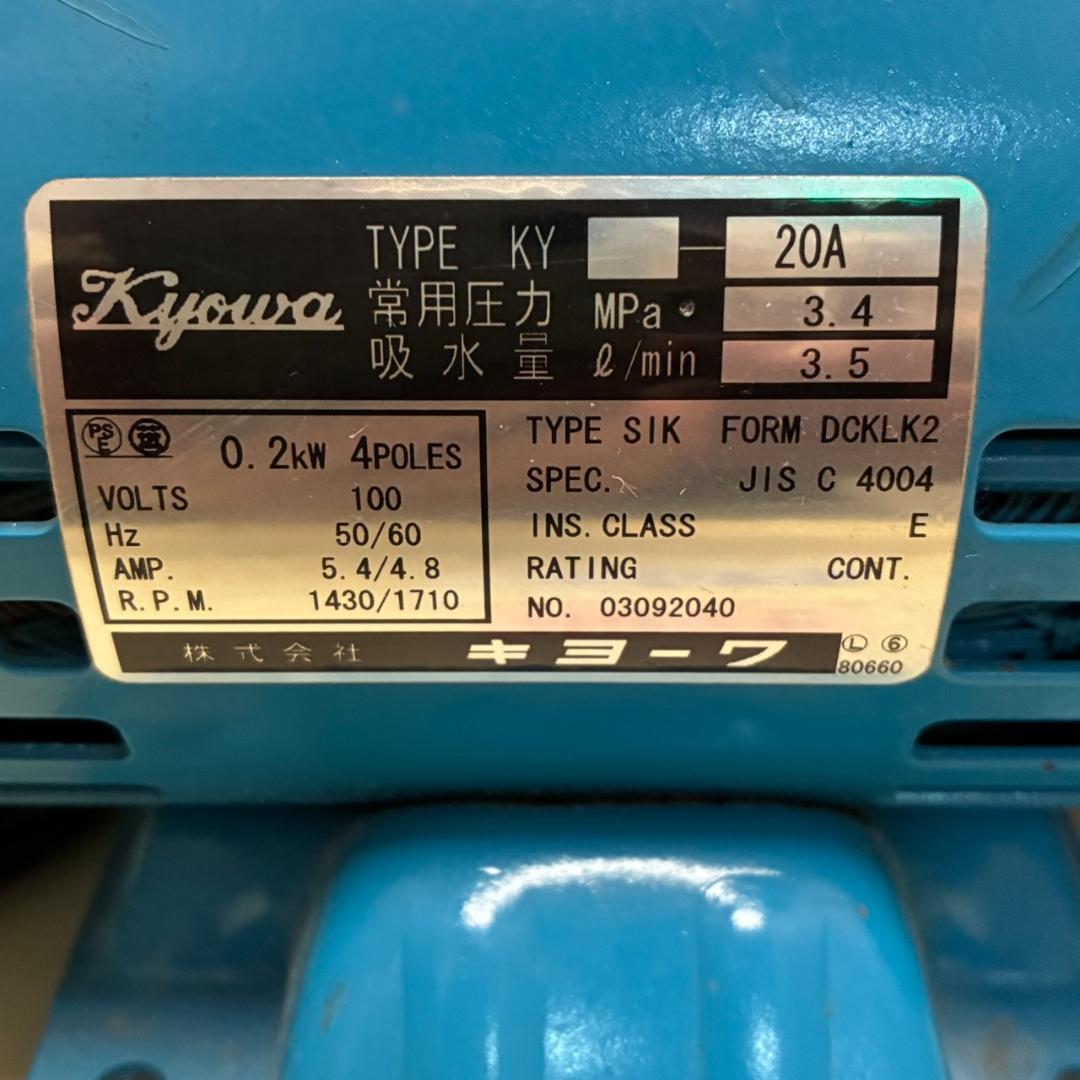 Kyowa
TYPE KY — 20A
常用圧力 MPa 3.4
吸水量 ℓ/min 3.5
PS E
0.2kW 4POLES
VOLTS 100
Hz 50/60
AMP. 5.4/4.8
R.P.M. 1430/1710
TYPE SIK FORM DCKLK2
SPEC. JIS C 4004
INS. CLASS E
RATING CONT.
NO. 03092040
株式会社 キヨーワ
Ⓛ ⑥
80660